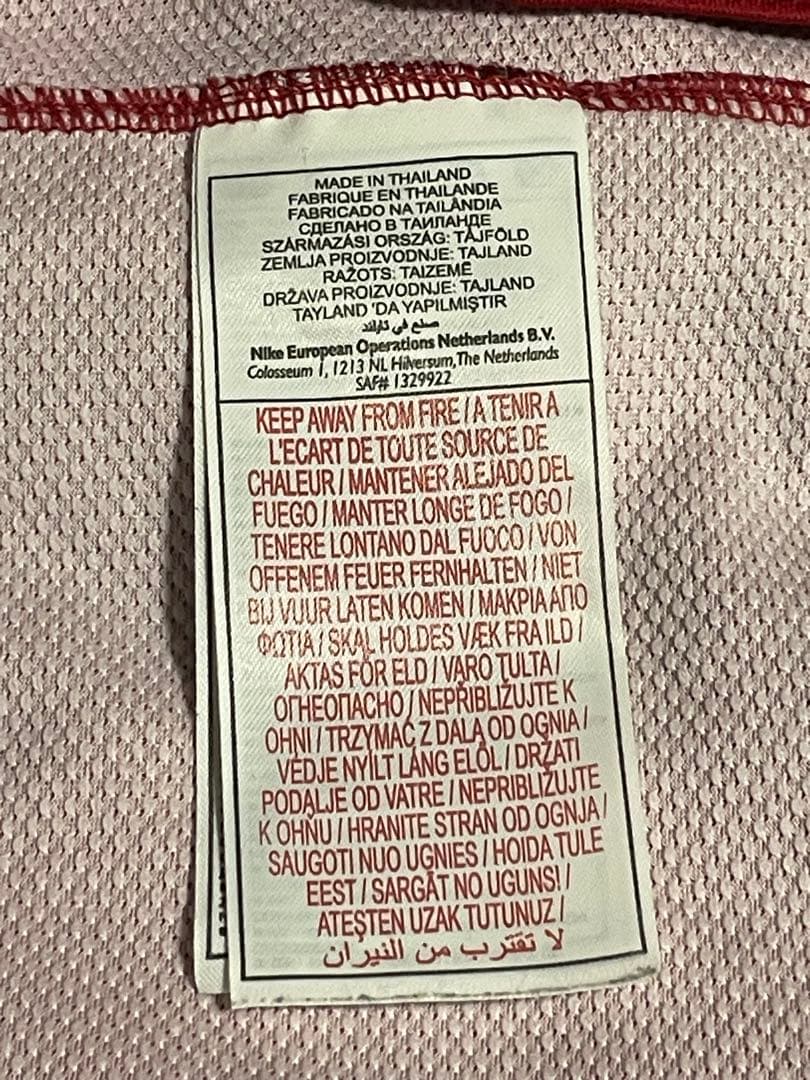 MADE IN THAILAND
FABRIQUE EN THAILANDE
FABRICADO NA TAILÂNDIA
СДЕЛАНО В ТАИЛАНДЕ
SZÁRMAZÁSI ORSZÁG: TÁJFÖLD
ZEMLJA PROIZVODNJE: TAJLAND
RAŽOTS: TAIZEMĒ
DRŽAVA PROIZVODNJE: TAJLAND
TAYLAND 'DA YAPILMIŞTIR
صنع في تايلند
Nike European Operations Netherlands B.V.
Colosseum 1, 1213 NL Hilversum, The Netherlands
SAF# 1329922
KEEP AWAY FROM FIRE / A TENIR A
L'ECART DE TOUTE SOURCE DE
CHALEUR / MANTENER ALEJADO DEL
FUEGO / MANTER LONGE DE FOGO /
TENERE LONTANO DAL FUOCO / VON
OFFENEM FEUER FERNHALTEN / NIET
BIJ VUUR LATEN KOMEN / ΜΑΚΡΙΑ ΑΠΟ
ΦΩΤΙΑ / SKAL HOLDES VÆK FRA ILD /
AKTAS FÖR ELD / VARO TULTA /
ОГНЕОПАСНО / NEPŘIBLIŽUJTE K
OHNI / TRZYMAĆ Z DALA OD OGNIA /
VÉDJE NYÍLT LÁNG ELŐL / DRŽATI
PODALJE OD VATRE / NEPRIBLIŽUJTE
K OHŇU / HRANITE STRAN OD OGNJA /
SAUGOTI NUO UGNIES / HOIDA TULE
EEST / SARGĀT NO UGUNS! /
ATEŞTEN UZAK TUTUNUZ /
لا تقترب من النيران